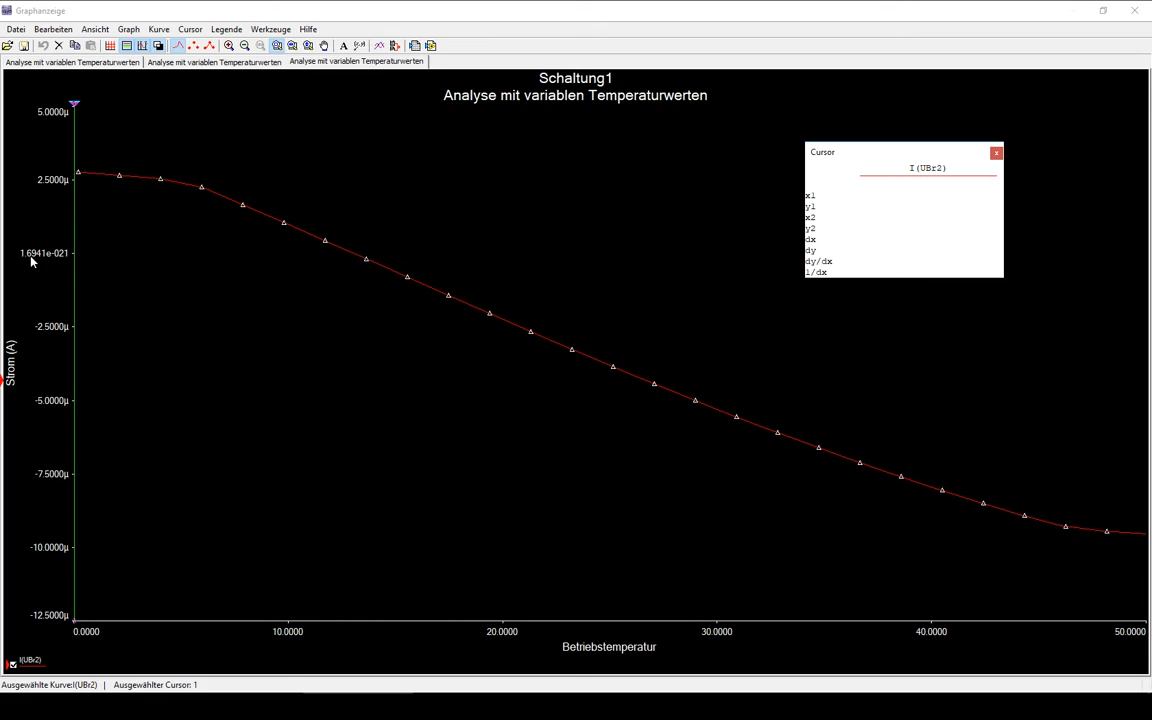 Graphanzeige
Datei Bearbeiten Ansicht Graph Kurve Cursor Legende Werkzeuge Hilfe
A
Analyse mit variablen Temperaturwerten Analyse mit variablen Temperaturwerten Analyse mit variablen Temperaturwerten
Schaltung1
Analyse mit variablen Temperaturwerten
5.0000µ
2.5000µ
1.6941e-021
-2.5000µ
-5.0000µ
-7.5000µ
-10.0000µ
-12.5000µ
Strom (A)
Cursor x
I(UBr2)
x1
y1
x2
y2
dx
dy
dy/dx
1/dx
0.0000 10.0000 20.0000 30.0000 40.0000 50.0000
Betriebstemperatur
I(UBr2)
Ausgewählte Kurve:I(UBr2) | Ausgewählter Cursor: 1